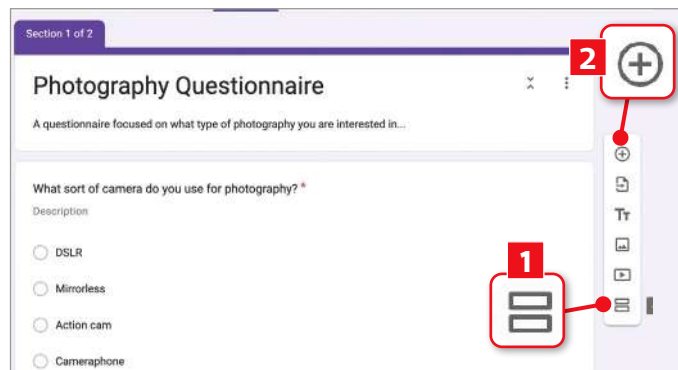 Section 1 of 2
2
Photography Questionnaire
A questionnaire focused on what type of photography you are interested in...
What sort of camera do you use for photography? *
Description
Tт
DSLR
1
Mirrorless
Action cam
Cameraphone